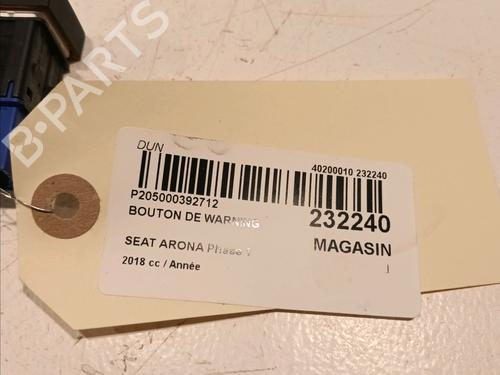 B-PARTS
DUN
40200010 232240
P205000392712
BOUTON DE WARNING
232240
SEAT ARONA Phase 1
MAGASIN
2018 cc / Année
J